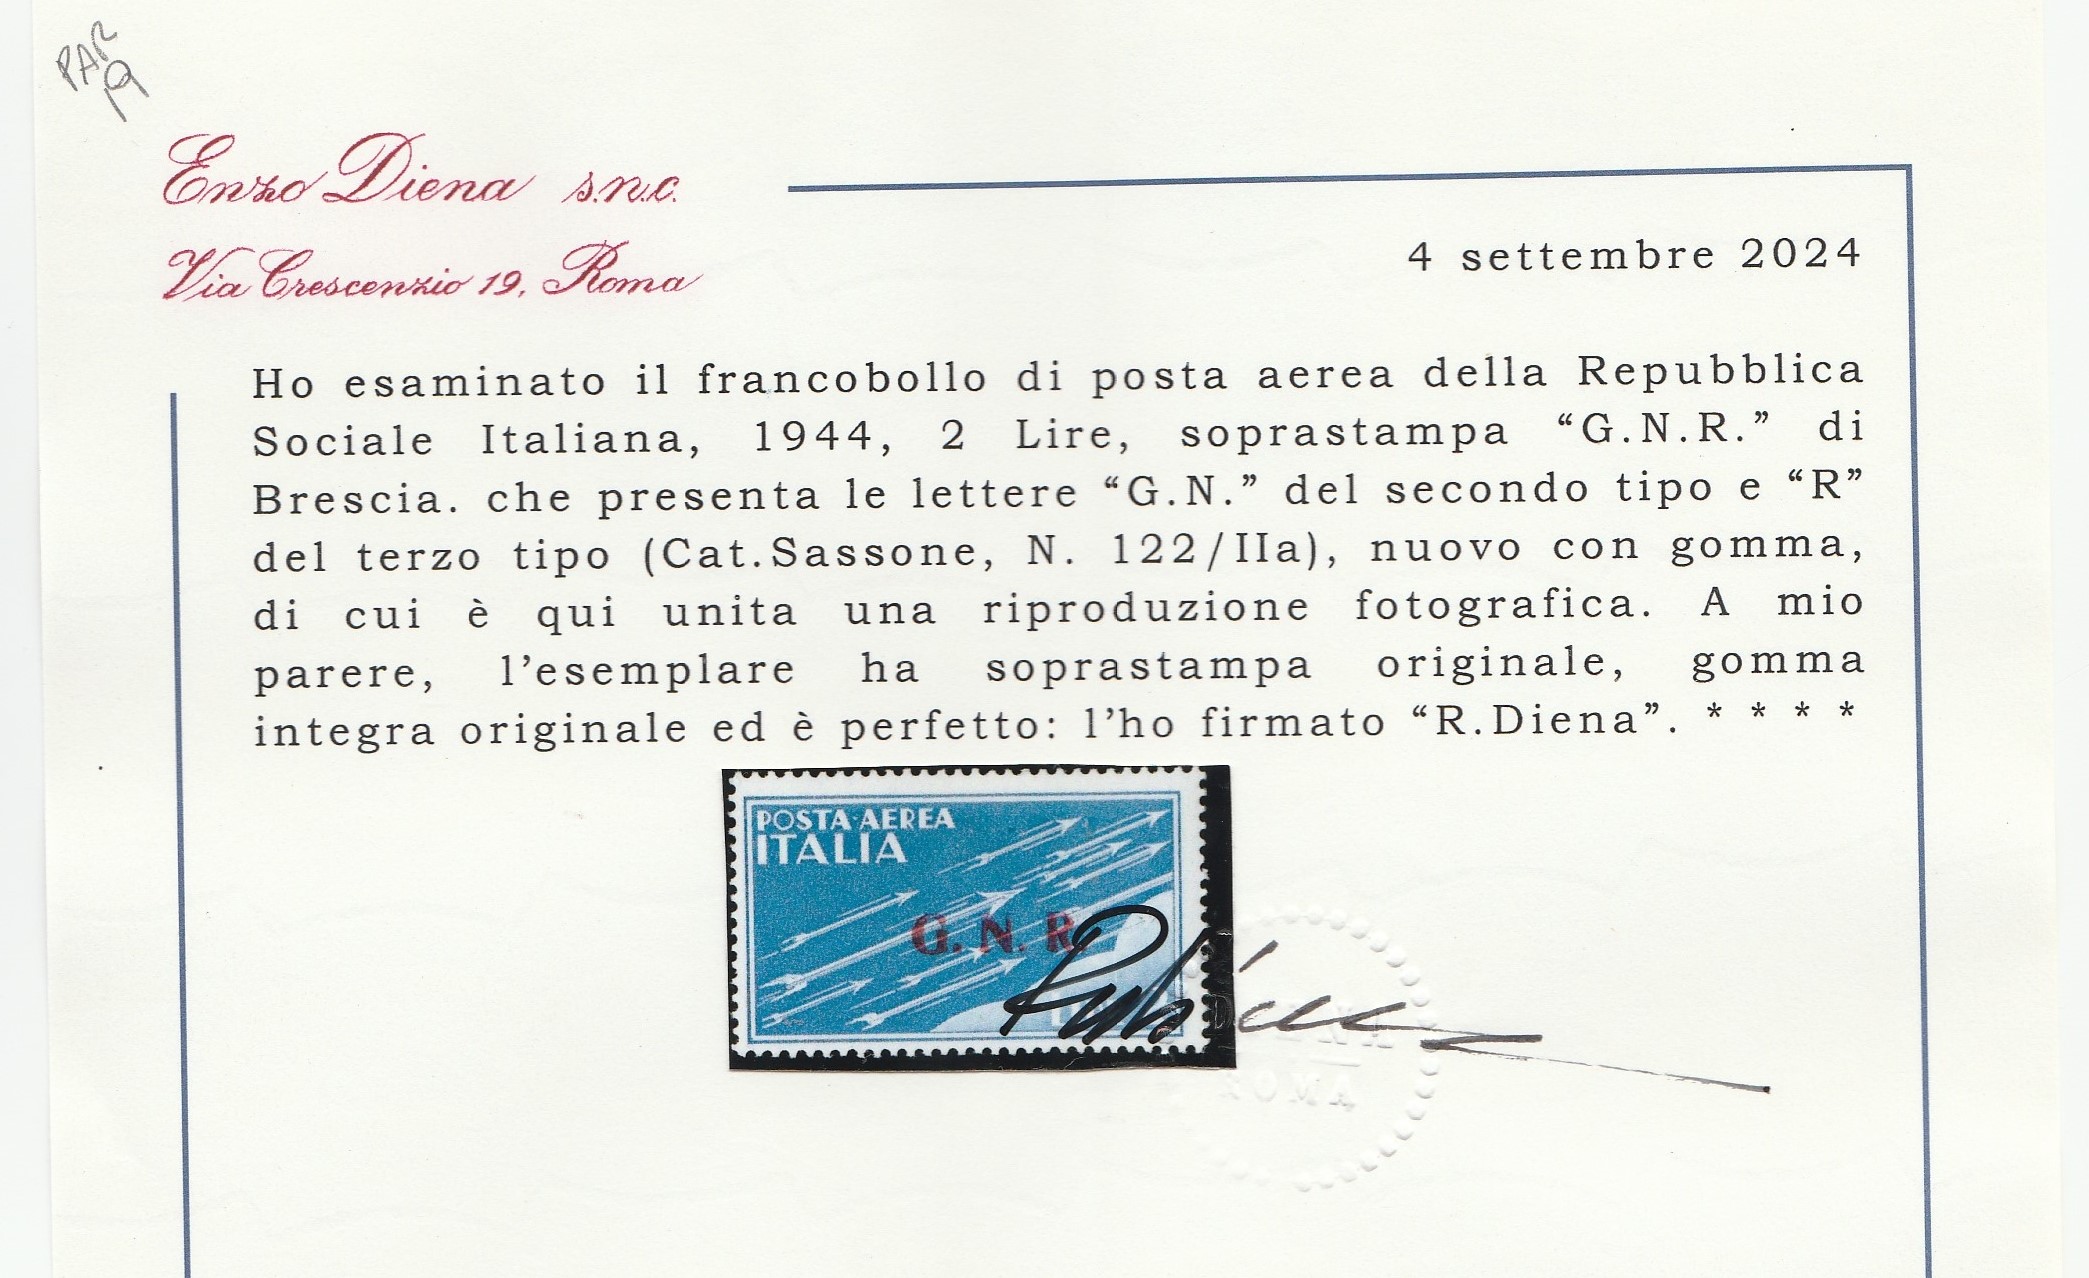 PAR
19
Enzo Diena s.n.c.
Via Crescenzio 19, Roma
4 settembre 2024
Ho esaminato il francobollo di posta aerea della Repubblica
Sociale Italiana, 1944, 2 Lire, soprastampa “G.N.R.” di
Brescia. che presenta le lettere “G.N.” del secondo tipo e “R”
del terzo tipo (Cat.Sassone, N. 122/IIa), nuovo con gomma,
di cui è qui unita una riproduzione fotografica. A mio
parere, l’esemplare ha soprastampa originale, gomma
integra originale ed è perfetto: l’ho firmato “R.Diena”. * * * *
POSTA·AEREA
ITALIA
G. N. R.